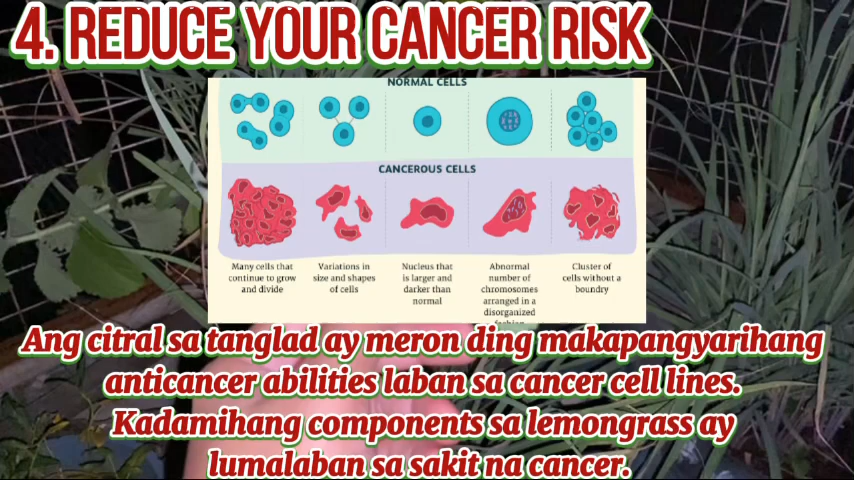 4. REDUCE YOUR CANCER RISK
NORMAL CELLS
CANCEROUS CELLS
Many cells that
continue to grow
and divide
Variations in
size and shapes
of cells
Nucleus that
is larger and
darker than
normal
Abnormal
number of
chromosomes
arranged in a
disorganized
Cluster of
cells without a
boundry
Ang citral sa tanglad ay meron ding makapangyarihang
anticancer abilities laban sa cancer cell lines.
Kadamihang components sa lemongrass ay
lumalaban sa sakit na cancer.